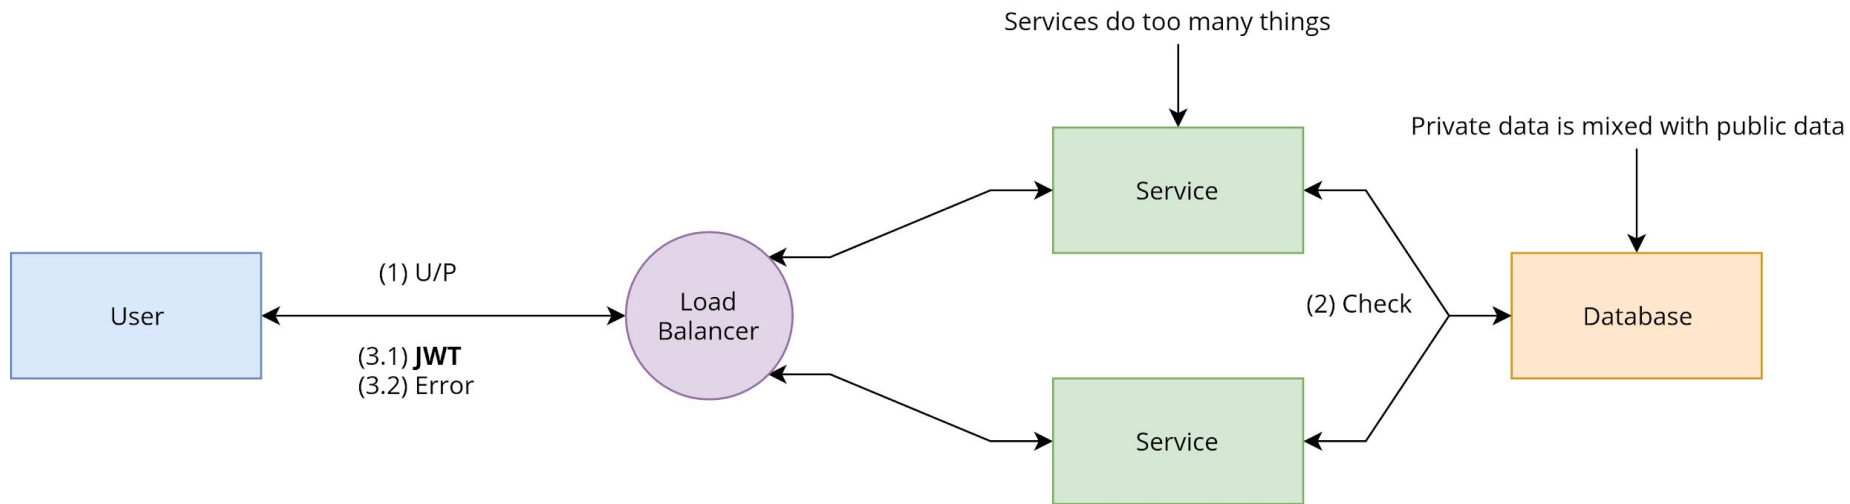 Services do too many things
Private data is mixed with public data
User
(1) U/P
(3.1) JWT
(3.2) Error
Load
Balancer
Service
Service
(2) Check
Database